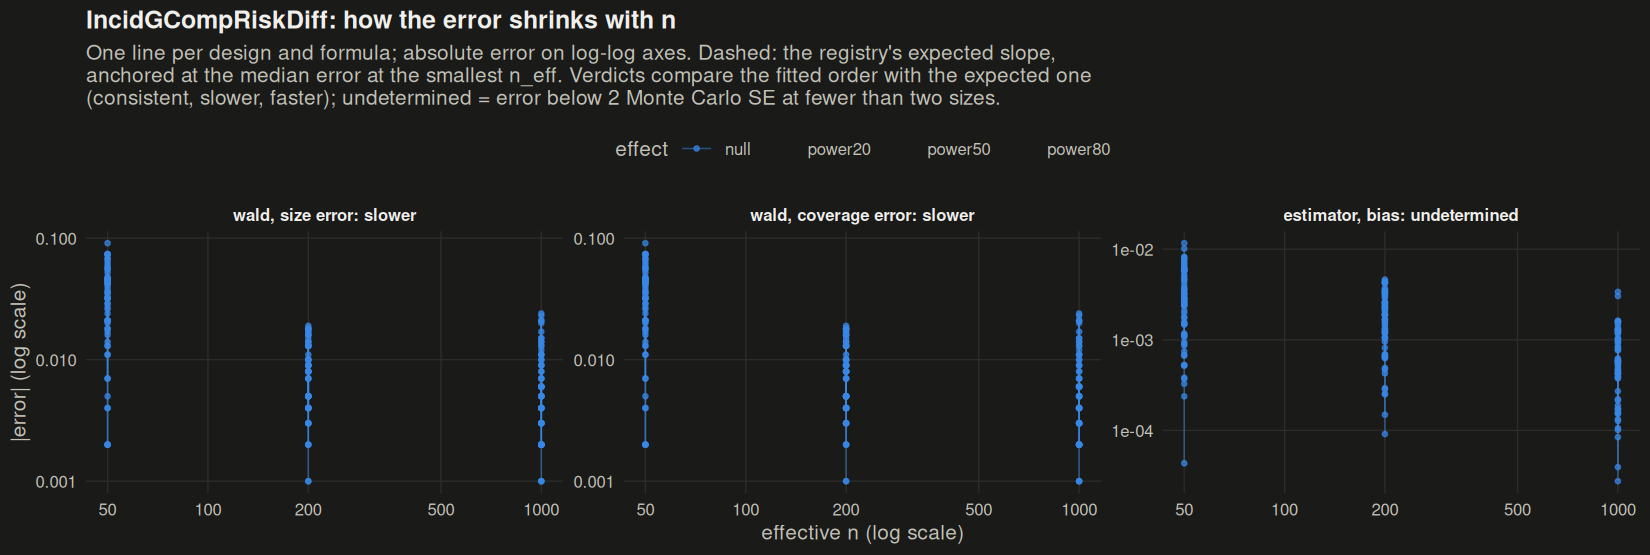 IncidGCompRiskDiff: how the error shrinks with n
One line per design and formula; absolute error on log-log axes. Dashed: the registry's expected slope,
anchored at the median error at the smallest n_eff. Verdicts compare the fitted order with the expected one
(consistent, slower, faster); undetermined = error below 2 Monte Carlo SE at fewer than two sizes.
effect null power20 power50 power80
wald, size error: slower
wald, coverage error: slower
estimator, bias: undetermined
|error| (log scale)
0.100
0.010
0.001
50 100 200 500 1000
0.100
0.010
0.001
50 100 200 500 1000
1e-02
1e-03
1e-04
50 100 200 500 1000
effective n (log scale)